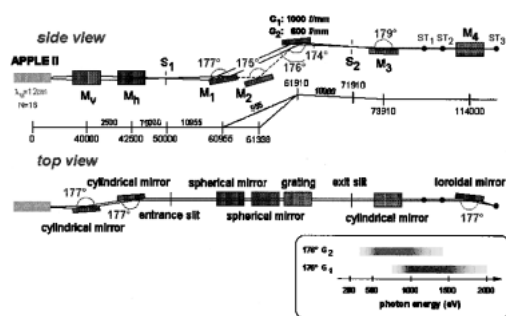 G₁: 1000 l/mm
G₂: 600 l/mm
side view
APPLE II
N=16
Mᵥ
Mₕ
S₁
177°
175°
M₁
M₂
176°
174°
S₂
179°
M₃
ST₁
ST₂
M₄
ST₃
61910
71910
73910
114000
0
40000
2500
42500
50000
10955
60955
61338
top view
177°
cylindrical mirror
cylindrical mirror
177°
entrance slit
spherical mirror
spherical mirror
grating
exit slit
cylindrical mirror
toroidal mirror
177°
176° G₂
176° G₁
500
1000
1500
2000
photon energy (eV)